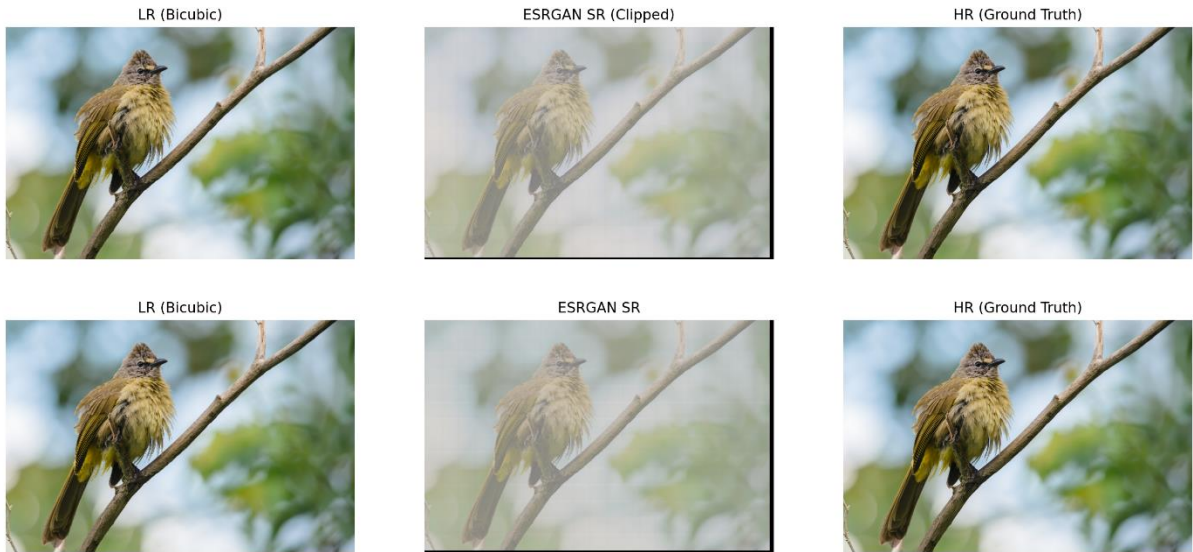 LR (Bicubic)
ESRGAN SR (Clipped)
HR (Ground Truth)
LR (Bicubic)
ESRGAN SR
HR (Ground Truth)